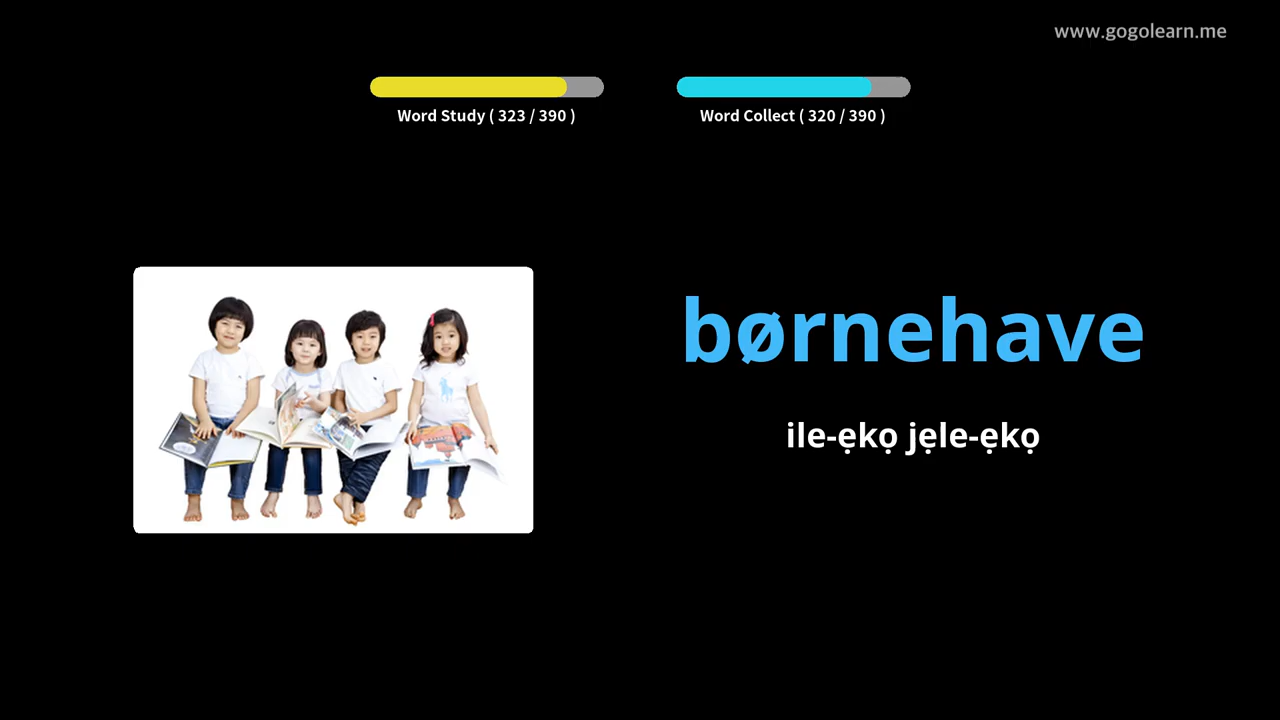 www.gogolearn.me
Word Study ( 323 / 390 )
Word Collect ( 320 / 390 )
børnehave
ile-ẹkọ jẹle-ẹkọ